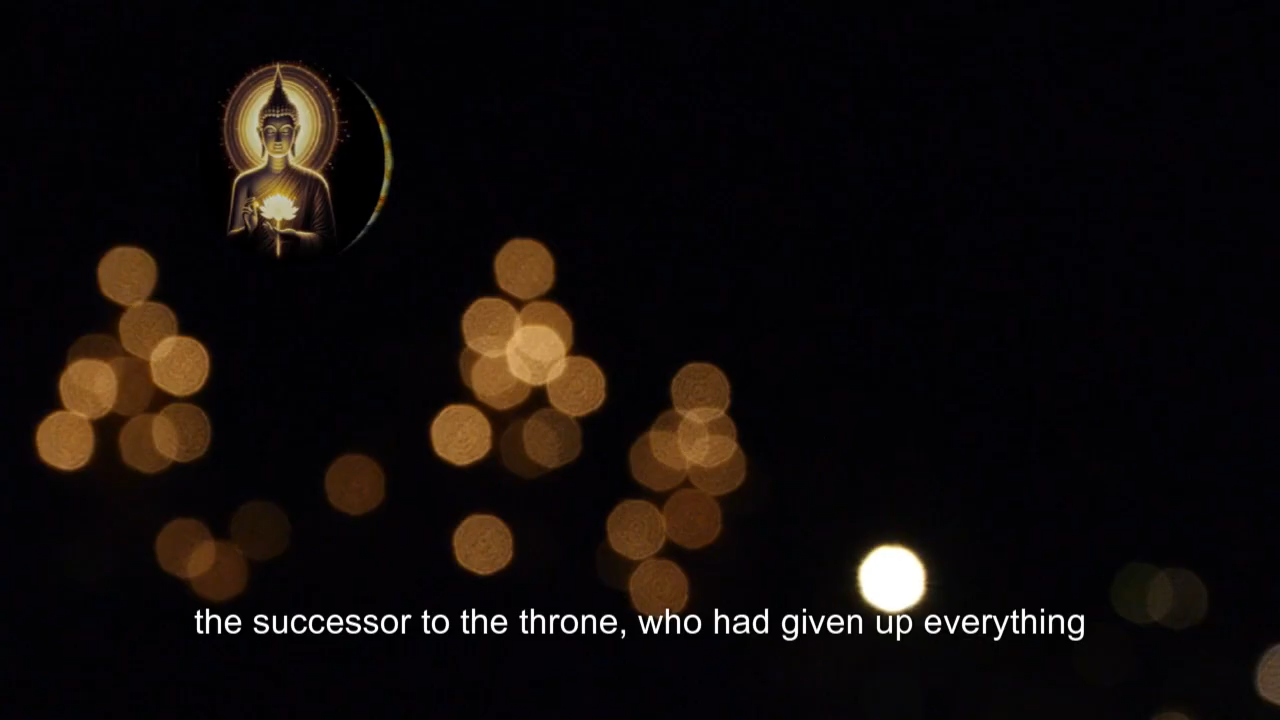 the successor to the throne, who had given up everything